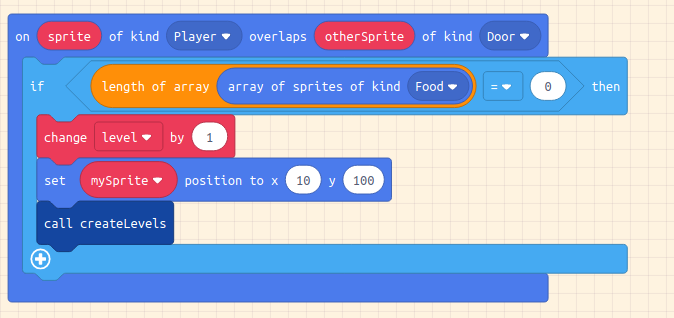 on sprite of kind Player overlaps otherSprite of kind Door
if length of array array of sprites of kind Food = 0 then
change level by 1
set mySprite position to x 10 y 100
call createLevels